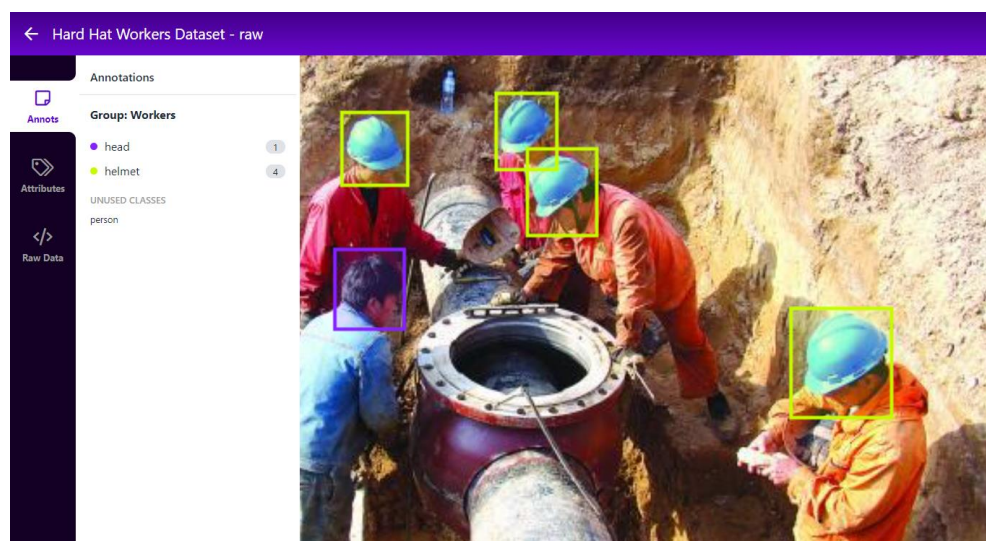 Hard Hat Workers Dataset - raw
Annots
Attributes
</>
Raw Data
Annotations
Group: Workers
head 1
helmet 4
UNUSED CLASSES
person